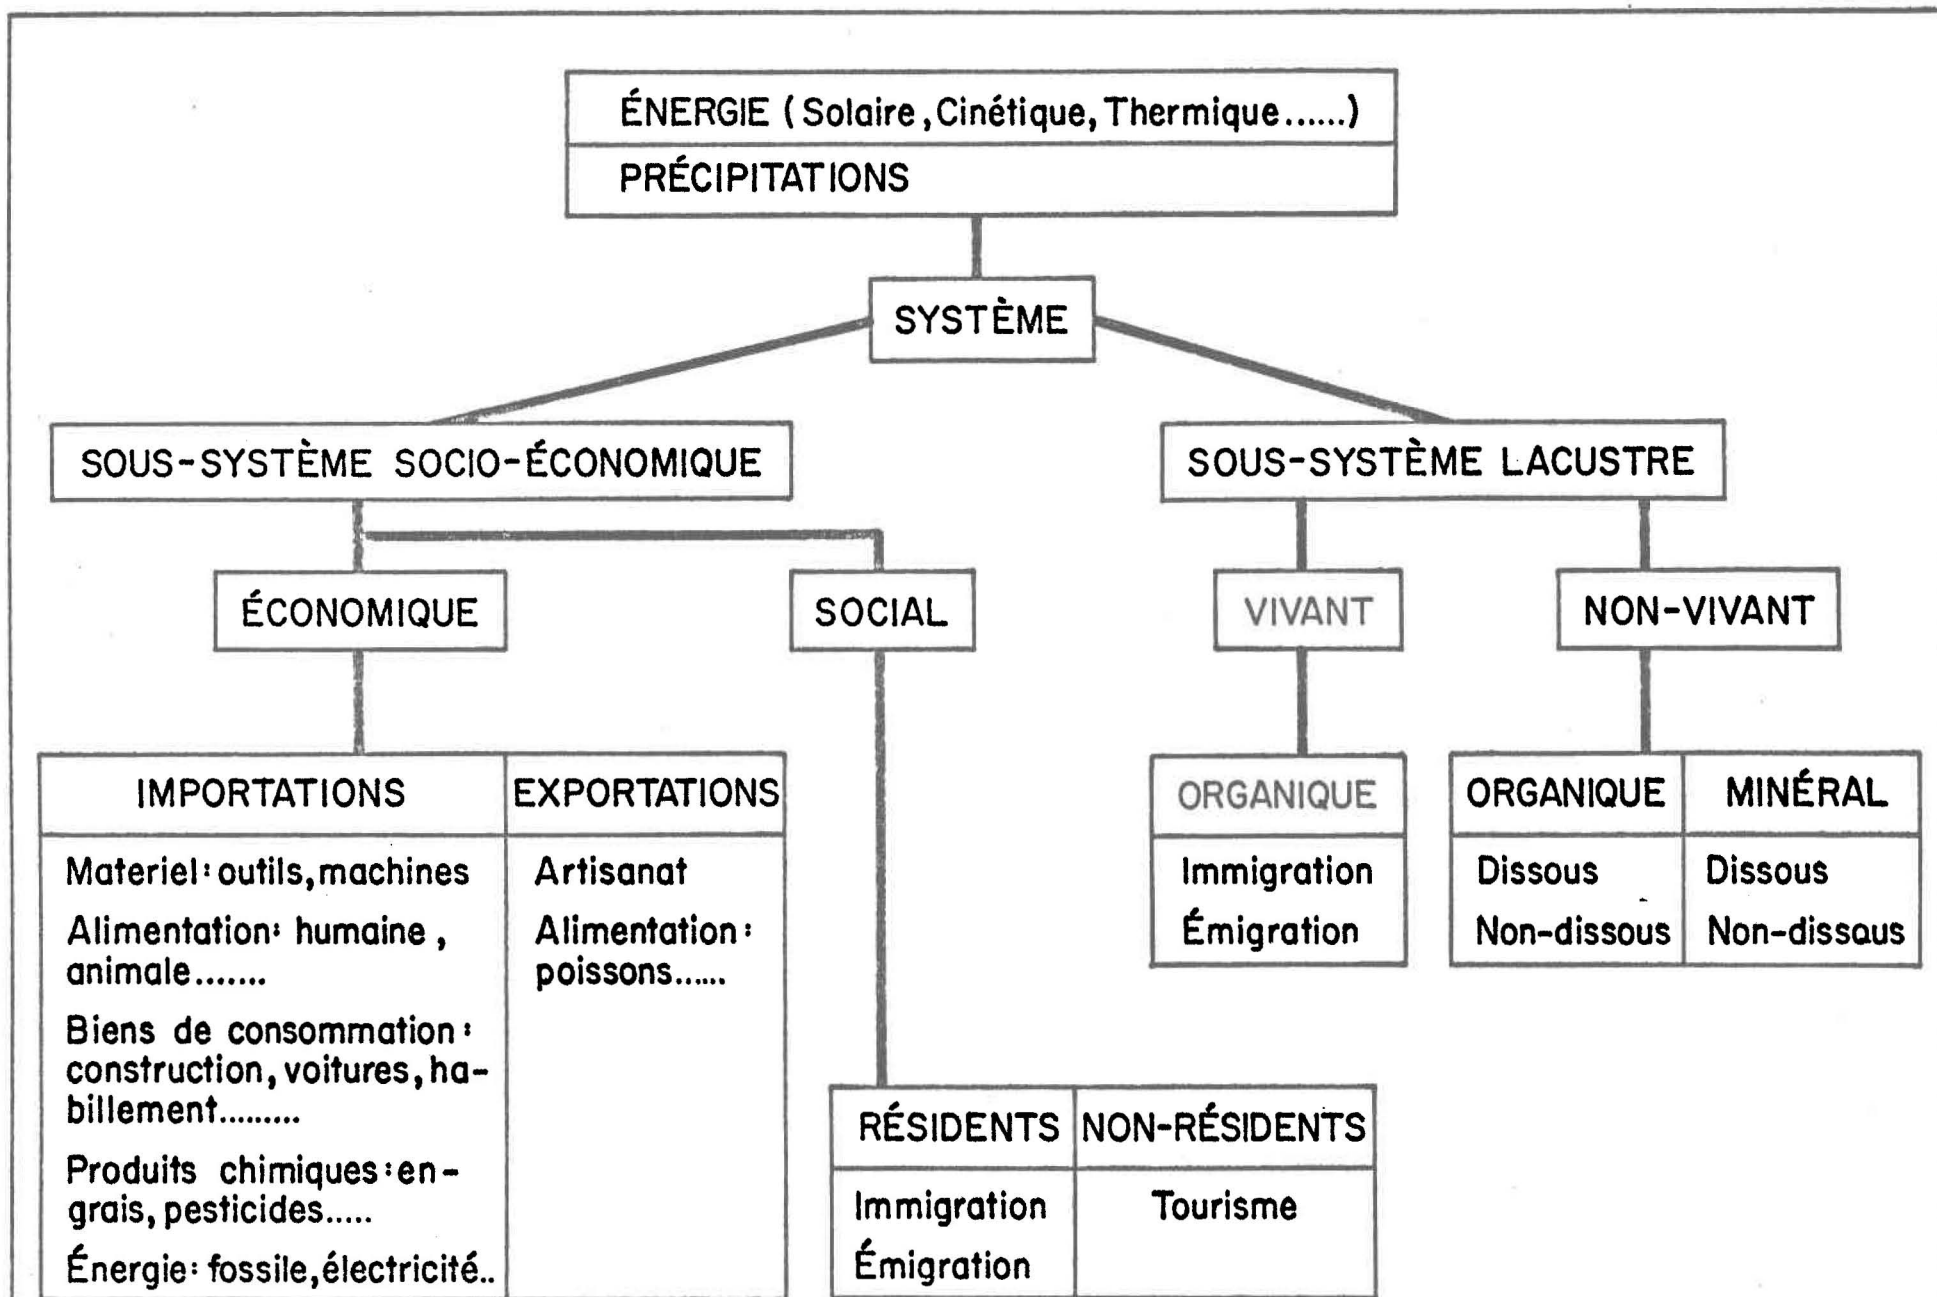 ÉNERGIE (Solaire, Cinétique, Thermique......)
PRÉCIPITATIONS
SYSTÈME
SOUS-SYSTÈME SOCIO-ÉCONOMIQUE
SOUS-SYSTÈME LACUSTRE
ÉCONOMIQUE
SOCIAL
VIVANT
NON-VIVANT
IMPORTATIONS
Materiel: outils, machines
Alimentation: humaine,
animale.......
Biens de consommation:
construction, voitures, ha-
billement.........
Produits chimiques: en-
grais, pesticides.....
Énergie: fossile, électricité..
EXPORTATIONS
Artisanat
Alimentation:
poissons......
RÉSIDENTS
Immigration
Émigration
NON-RÉSIDENTS
Tourisme
ORGANIQUE
Immigration
Émigration
ORGANIQUE
Dissous
Non-dissous
MINÉRAL
Dissous
Non-dissous